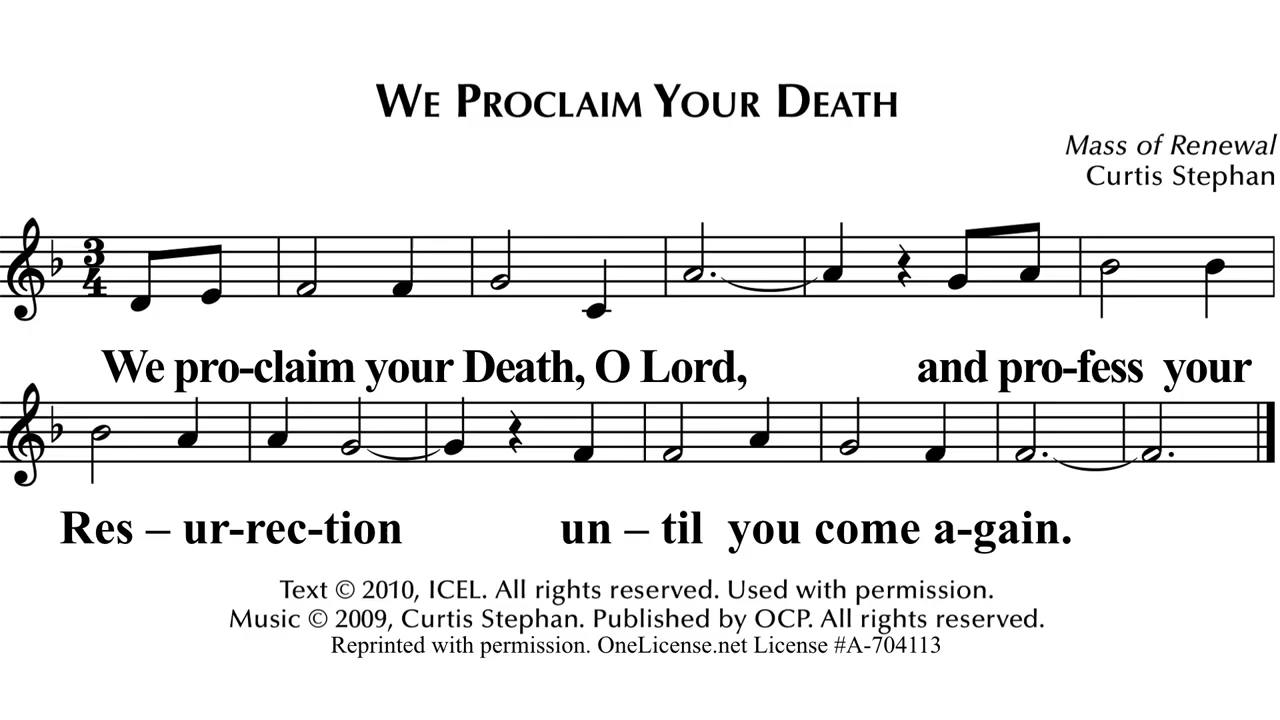 WE PROCLAIM YOUR DEATH
Mass of Renewal
Curtis Stephan
3
4
We pro-claim your Death, O Lord, and pro-fess your
Res – ur-rec-tion un – til you come a-gain.
Text © 2010, ICEL. All rights reserved. Used with permission.
Music © 2009, Curtis Stephan. Published by OCP. All rights reserved.
Reprinted with permission. OneLicense.net License #A-704113